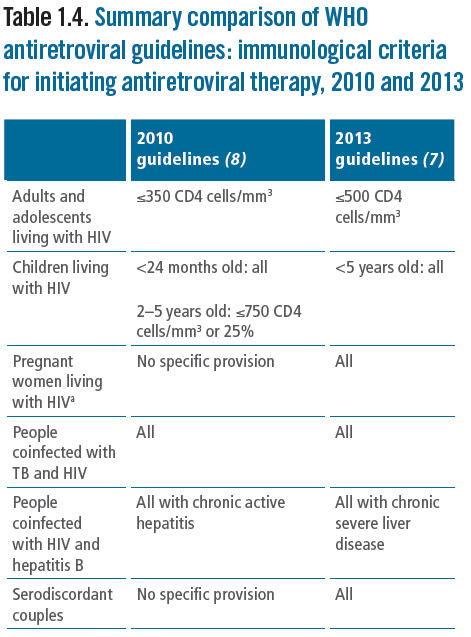 Table 1.4. Summary comparison of WHO
antiretroviral guidelines: immunological criteria
for initiating antiretroviral therapy, 2010 and 2013
2010
guidelines (8)
2013
guidelines (7)
Adults and
adolescents
living with HIV
≤350 CD4 cells/mm³
≤500 CD4
cells/mm³
Children living
with HIV
<24 months old: all
2–5 years old: ≤750 CD4
cells/mm³ or 25%
<5 years old: all
Pregnant
women living
with HIVᵃ
No specific provision
All
People
coinfected with
TB and HIV
All
All
People
coinfected
with HIV and
hepatitis B
All with chronic active
hepatitis
All with chronic
severe liver
disease
Serodiscordant
couples
No specific provision
All